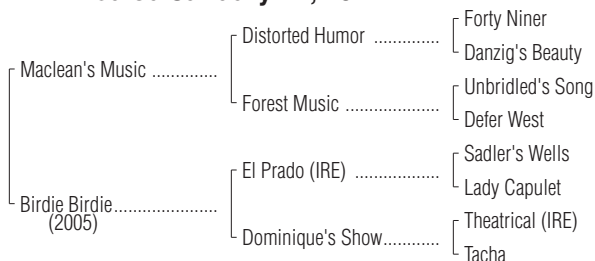 Forty Niner
Distorted Humor ..............
Danzig's Beauty
Maclean's Music ..............
Unbridled's Song
Forest Music ....................
Defer West
Sadler's Wells
El Prado (IRE) ..................
Lady Capulet
Birdie Birdie......................
(2005)
Theatrical (IRE)
Dominique's Show............
Tacha